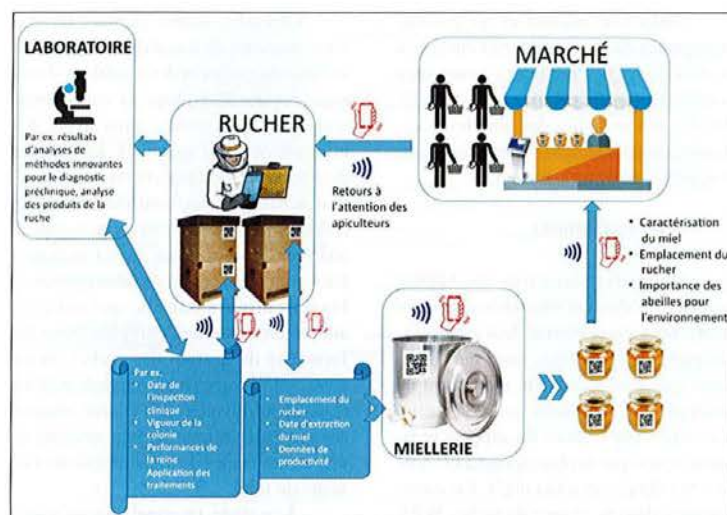 LABORATOIRE
Par ex. résultats
d'analyses de
méthodes innovantes
pour le diagnostic
préclinique, analyse
des produits de la
ruche
RUCHER
MARCHÉ
Retours à
l'attention des
apiculteurs
• Caractérisation
du miel
• Emplacement du
rucher
• Importance des
abeilles pour
l'environnement
Par ex.
• Date de
l'inspection
clinique
• Vigueur de la
colonie
• Performances de
la reine
Application des
traitements
• Emplacement du
rucher
• Date d'extraction
du miel
• Données de
productivité
MIELLERIE